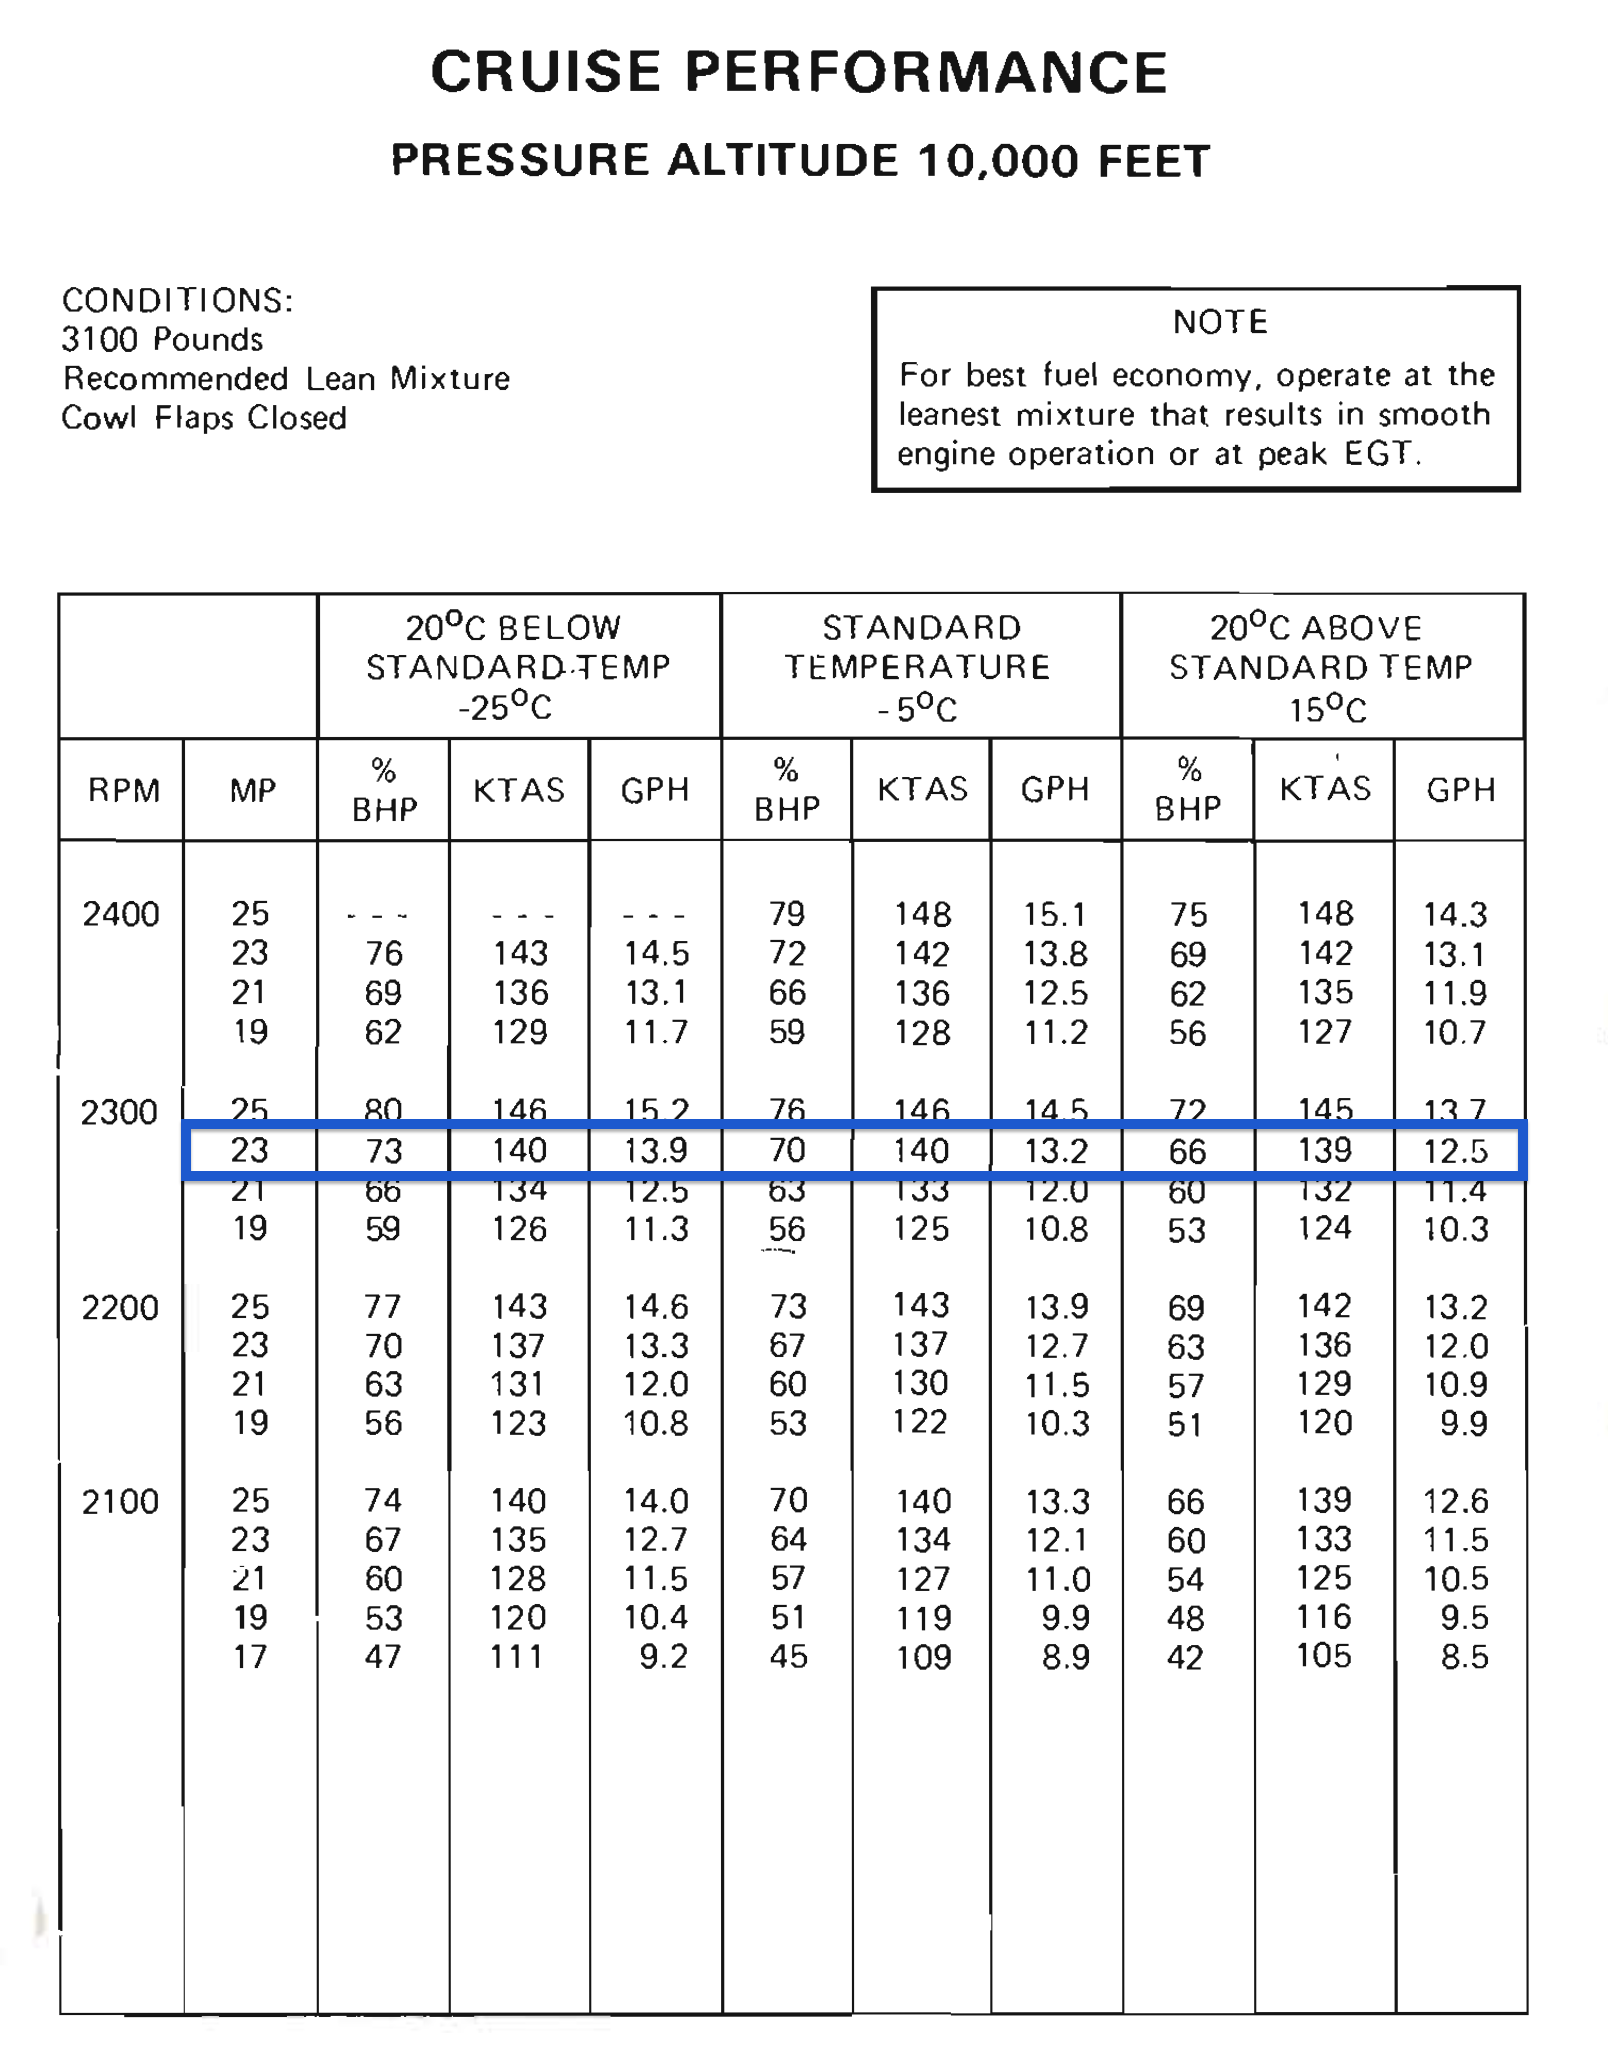 CRUISE PERFORMANCE
PRESSURE ALTITUDE 10,000 FEET
CONDITIONS:
3100 Pounds
Recommended Lean Mixture
Cowl Flaps Closed
NOTE
For best fuel economy, operate at the
leanest mixture that results in smooth
engine operation or at peak EGT.
20°C BELOW STANDARD TEMP -25°C
STANDARD TEMPERATURE -5°C
20°C ABOVE STANDARD TEMP 15°C
RPM MP % BHP KTAS GPH % BHP KTAS GPH % BHP KTAS GPH
2400 25 --- --- --- 79 148 15.1 75 148 14.3
23 76 143 14.5 72 142 13.8 69 142 13.1
21 69 136 13.1 66 136 12.5 62 135 11.9
19 62 129 11.7 59 128 11.2 56 127 10.7
2300 25 80 146 15.2 76 146 14.5 72 145 13.7
23 73 140 13.9 70 140 13.2 66 139 12.5
21 66 134 12.5 63 133 12.0 60 132 11.4
19 59 126 11.3 56 125 10.8 53 124 10.3
2200 25 77 143 14.6 73 143 13.9 69 142 13.2
23 70 137 13.3 67 137 12.7 63 136 12.0
21 63 131 12.0 60 130 11.5 57 129 10.9
19 56 123 10.8 53 122 10.3 51 120 9.9
2100 25 74 140 14.0 70 140 13.3 66 139 12.6
23 67 135 12.7 64 134 12.1 60 133 11.5
21 60 128 11.5 57 127 11.0 54 125 10.5
19 53 120 10.4 51 119 9.9 48 116 9.5
17 47 111 9.2 45 109 8.9 42 105 8.5